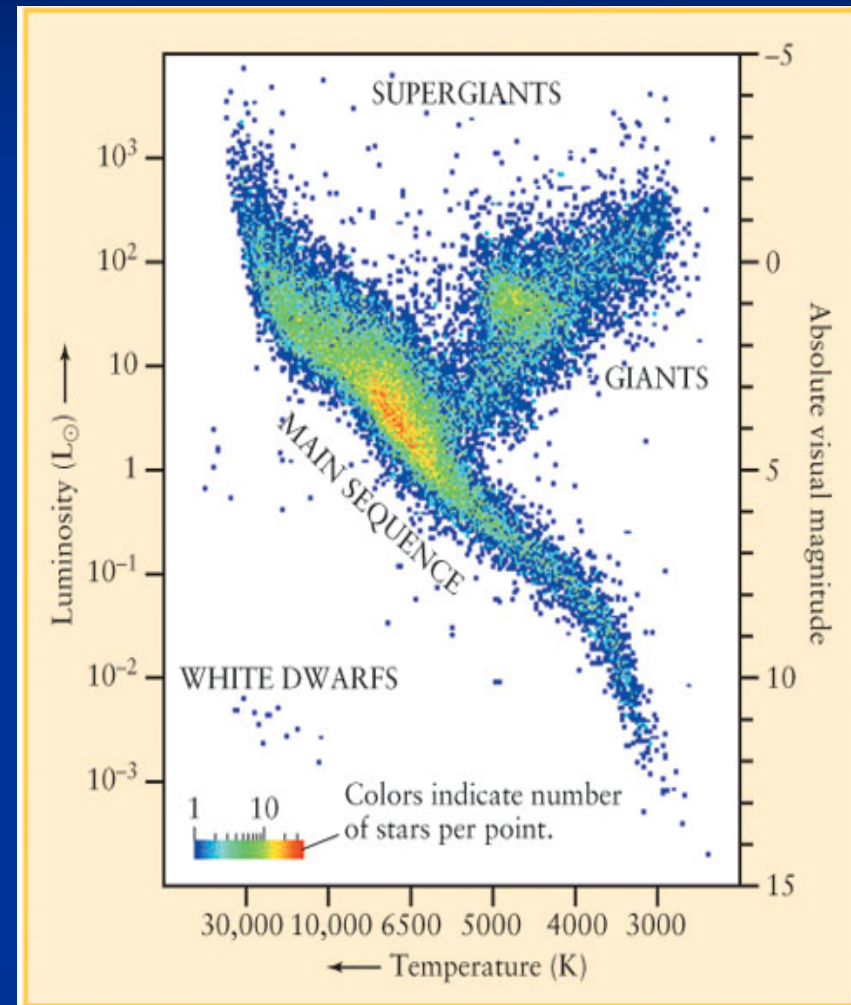 SUPERGIANTS
GIANTS
MAIN SEQUENCE
WHITE DWARFS
1 10
Colors indicate number
of stars per point.
Luminosity (L⊙) →
10³
10²
10
1
10⁻¹
10⁻²
10⁻³
−5
0
5
10
15
Absolute visual magnitude
30,000 10,000 6500 5000 4000 3000
← Temperature (K)